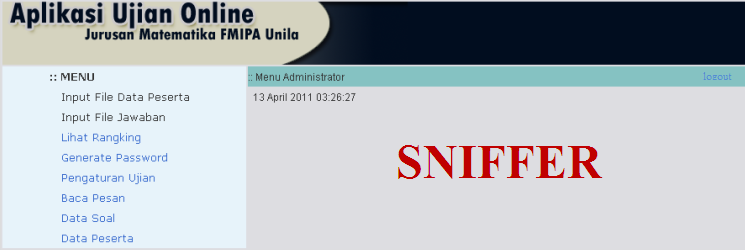 Aplikasi Ujian Online
Jurusan Matematika FMIPA Unila
:: MENU
Input File Data Peserta
Input File Jawaban
Lihat Rangking
Generate Password
Pengaturan Ujian
Baca Pesan
Data Soal
Data Peserta
:: Menu Administrator
logout
13 April 2011 03:26:27
SNIFFER